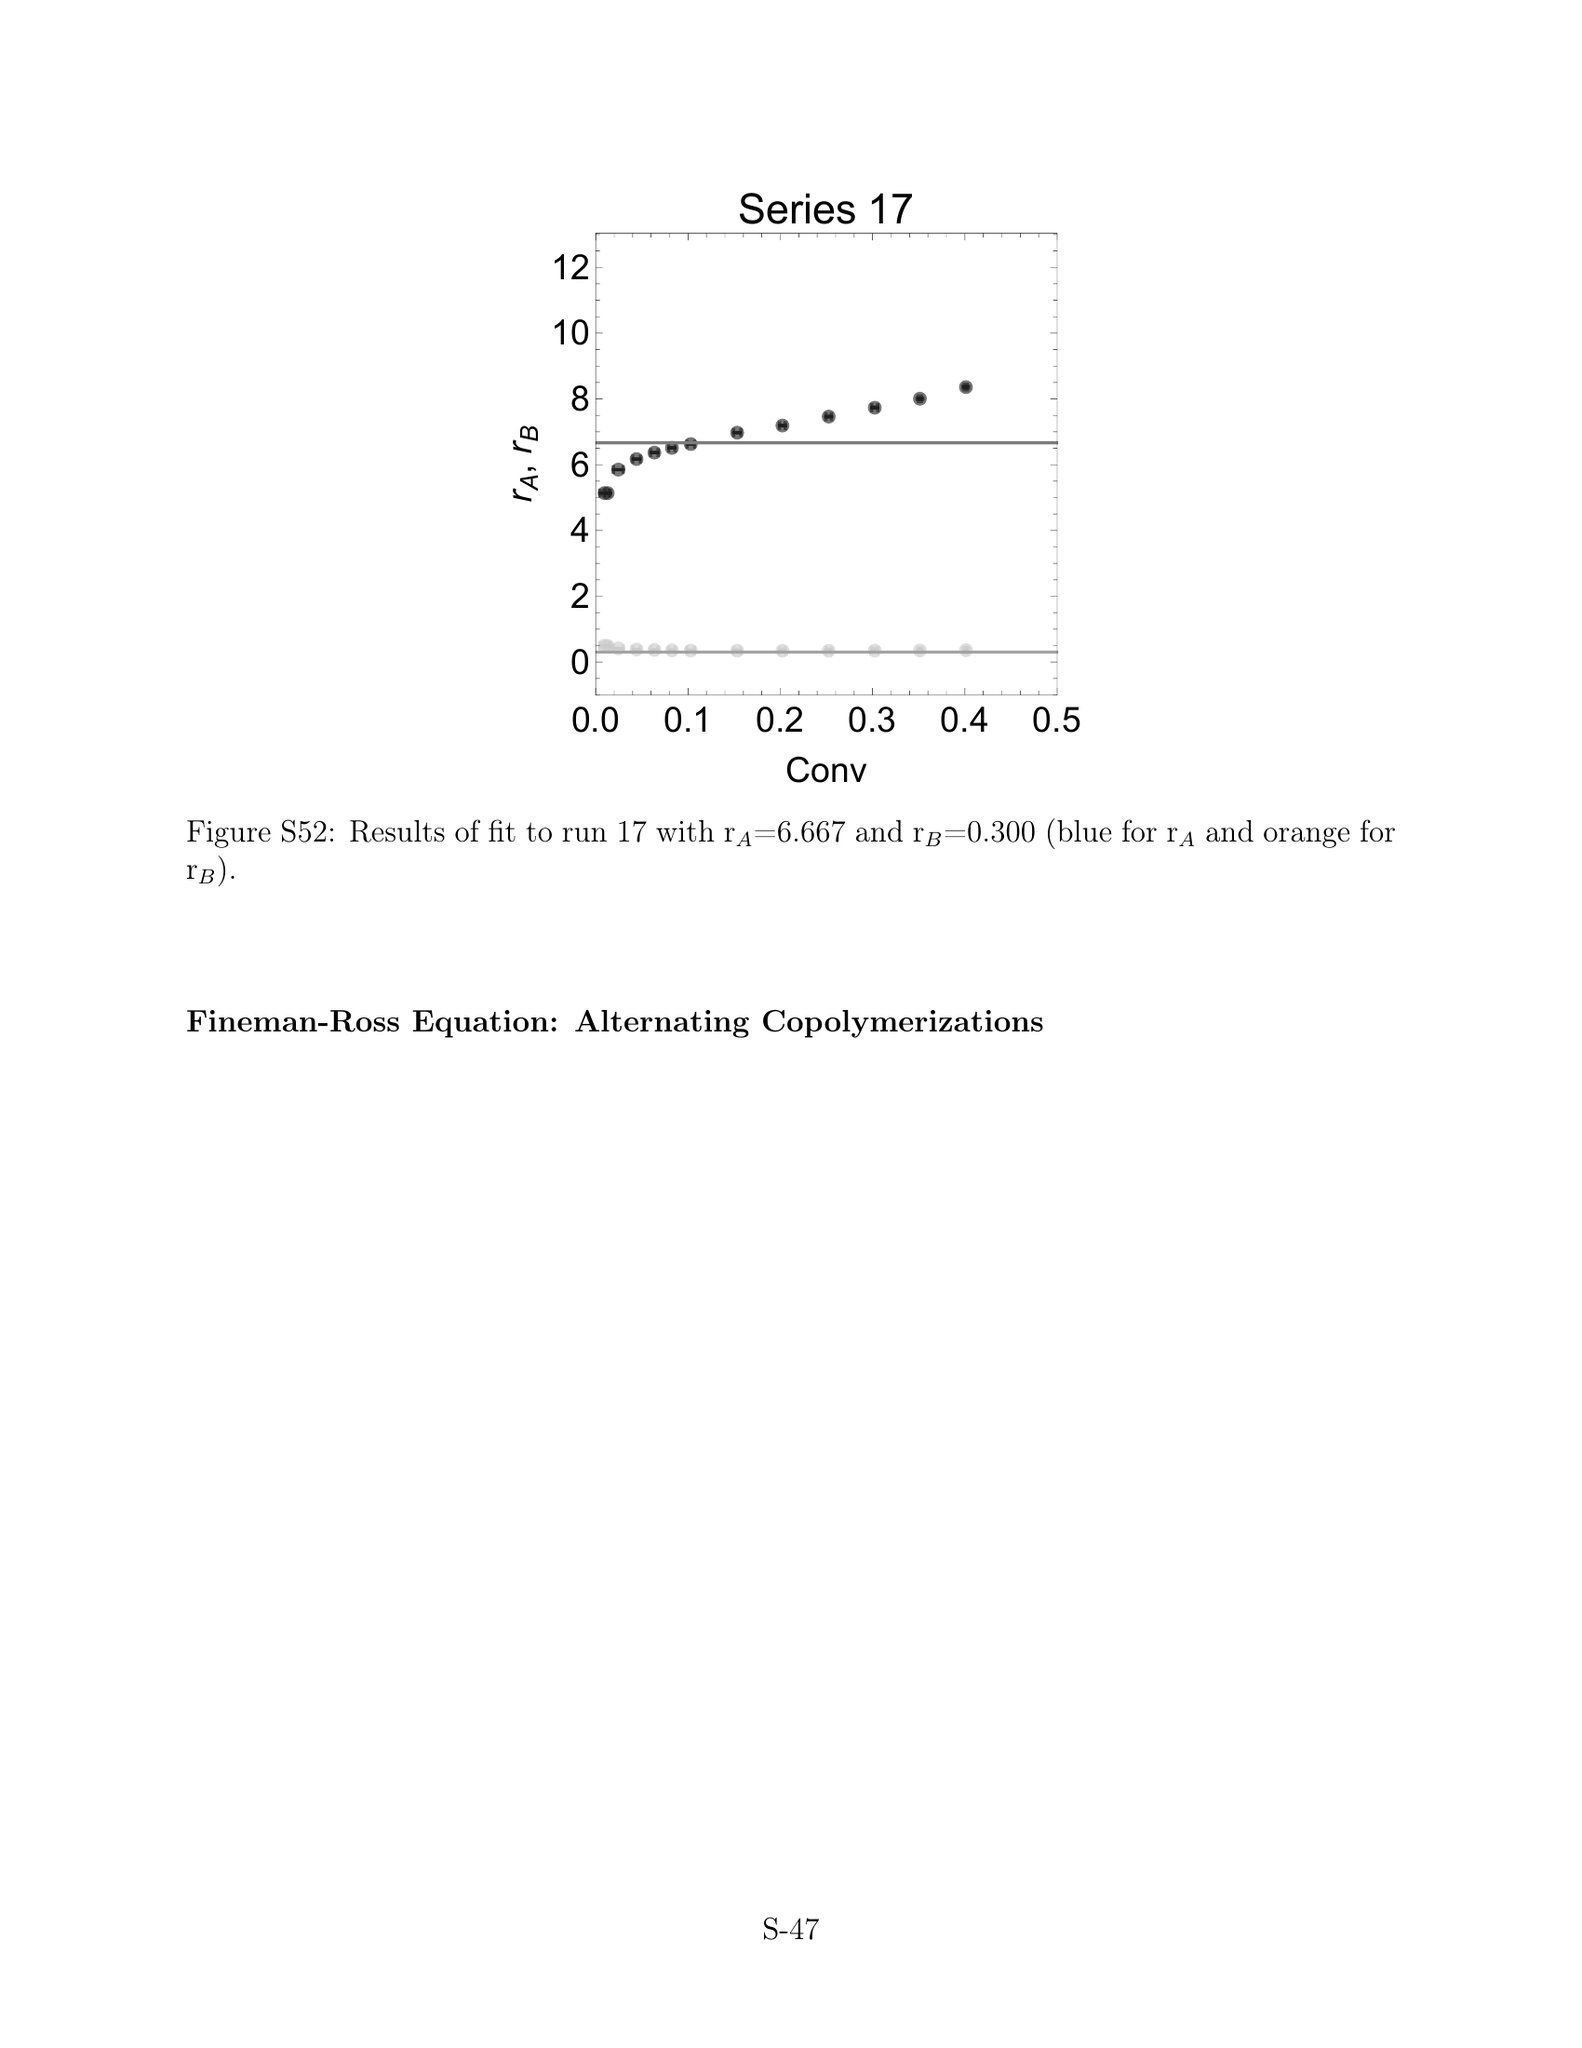 Series 17
12
10
8
6
4
2
0
r_A, r_B
0.0 0.1 0.2 0.3 0.4 0.5
Conv
Figure S52: Results of fit to run 17 with r_A=6.667 and r_B=0.300 (blue for r_A and orange for
r_B).
Fineman-Ross Equation: Alternating Copolymerizations
S-47